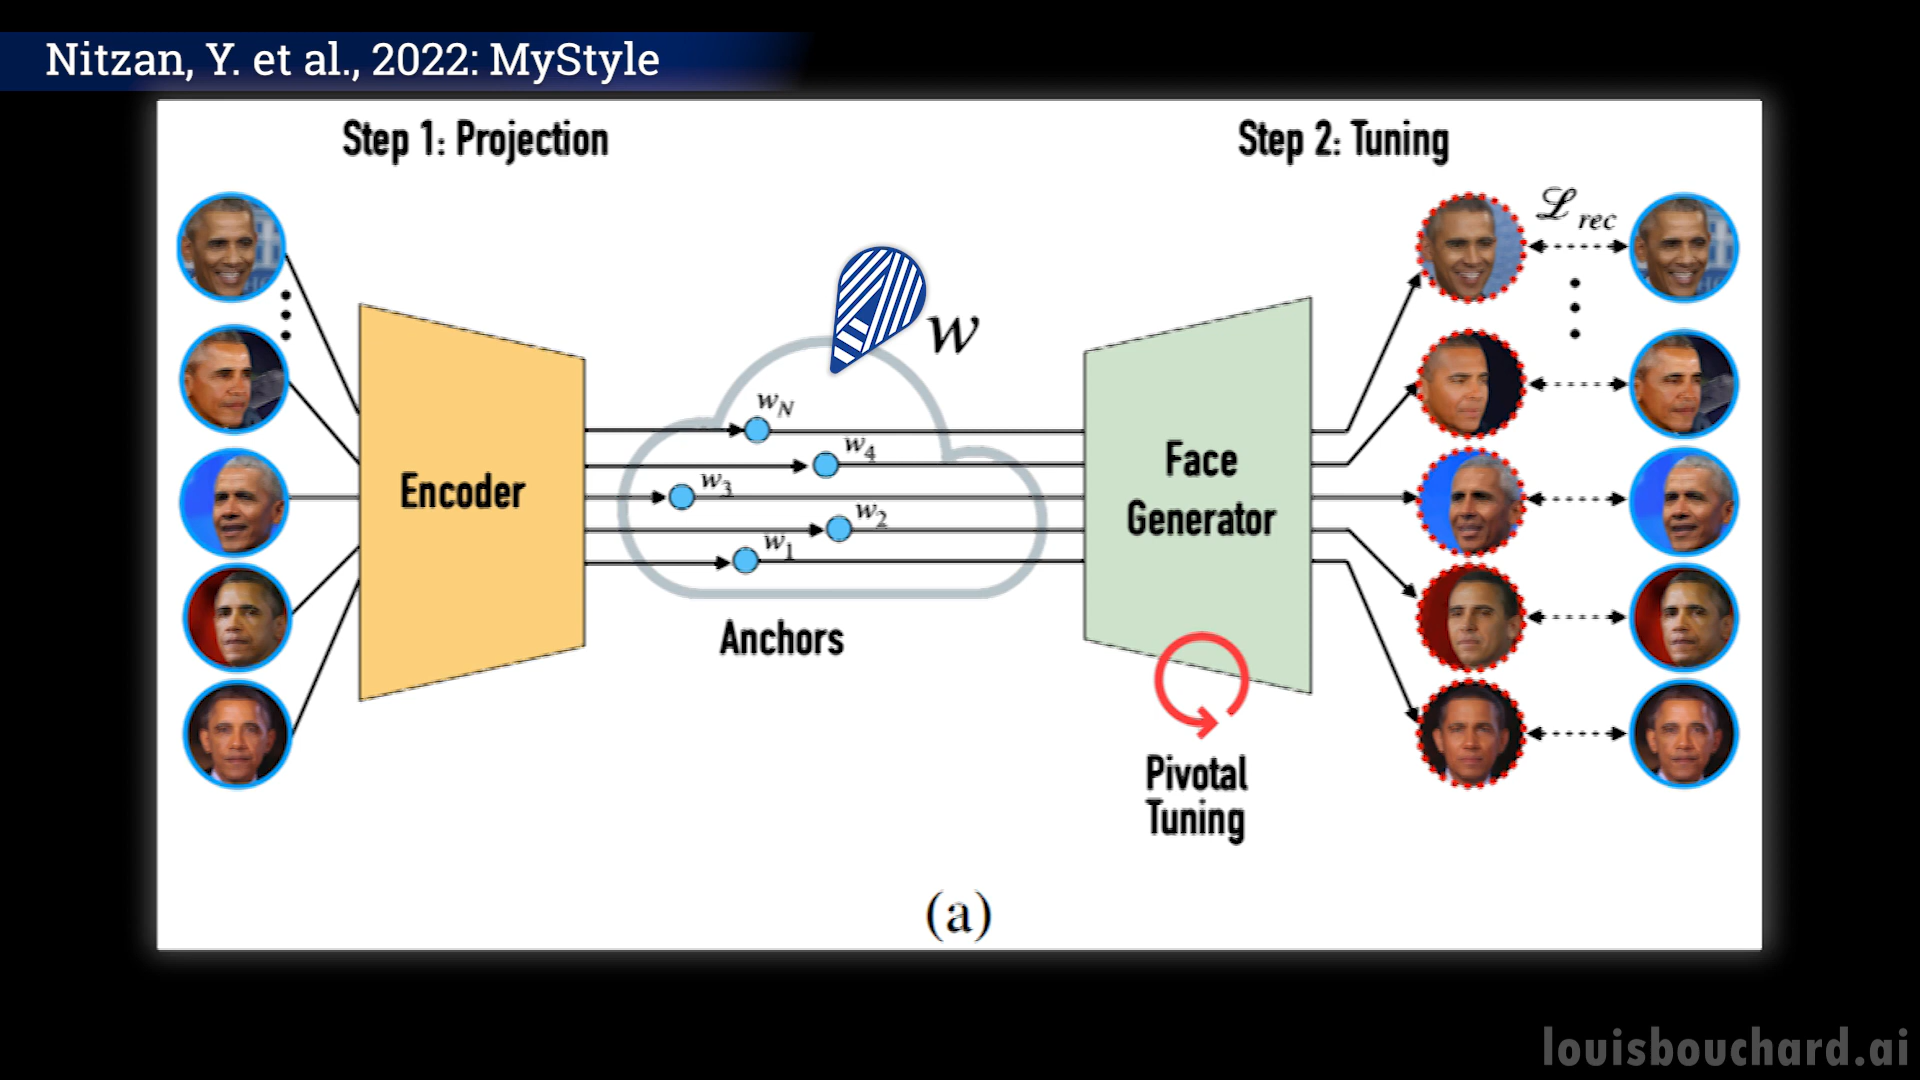 Nitzan, Y. et al., 2022: MyStyle
Step 1: Projection
Step 2: Tuning
ℒrec
W
wN
w4
w3
w2
w1
Encoder
Face
Generator
Anchors
Pivotal
Tuning
(a)
louisbouchard.ai